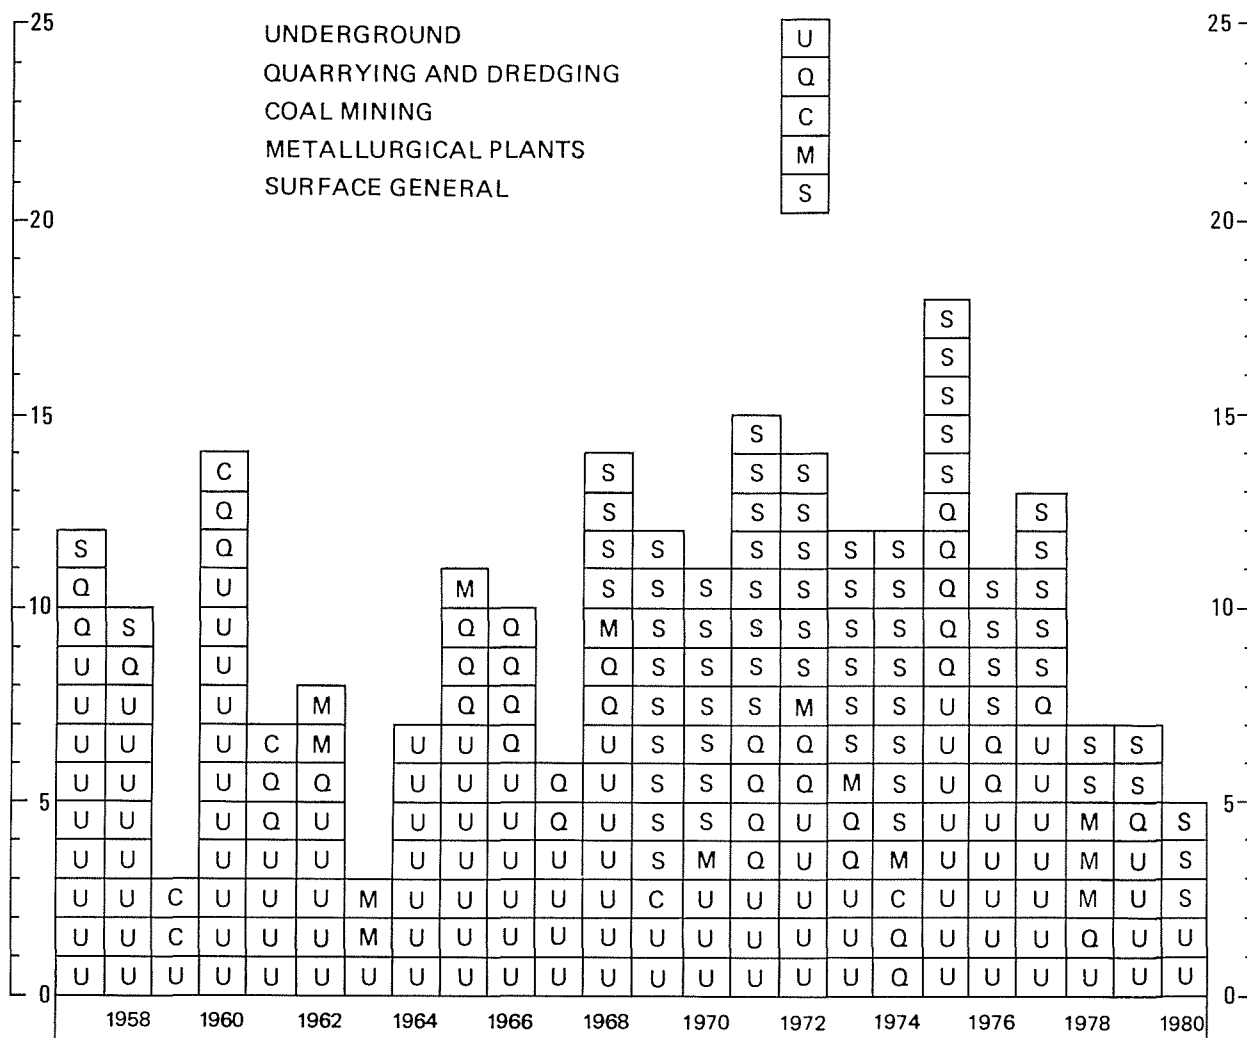 25 UNDERGROUND U 25
QUARRYING AND DREDGING Q
COAL MINING C
METALLURGICAL PLANTS M
SURFACE GENERAL S
20 20
S
S
S
15 S S 15
C S S S S
Q S S S Q S
S Q S S S S S S Q S
Q U M S S S S S S S Q S S
10 Q S U Q Q M S S S S S S Q S S 10
U Q U Q Q Q S S S S S S Q S S
U U U M Q Q Q S S S M S S U S Q
U U U C M U U Q U S S Q Q S S U Q U S S
U U U Q Q U U U Q U S S Q Q M S U Q U S S
5 U U U Q U U U U Q U S S Q U Q S U U U M Q S 5
U U U U U U U U U U S M Q U Q M U U U M U S
U U C U U U M U U U U U C U U U U C U U U M U S
U U C U U U M U U U U U U U U U U Q U U U Q U U
0 U U U U U U U U U U U U U U U U U Q U U U U U U 0
1958 1960 1962 1964 1966 1968 1970 1972 1974 1976 1978 1980